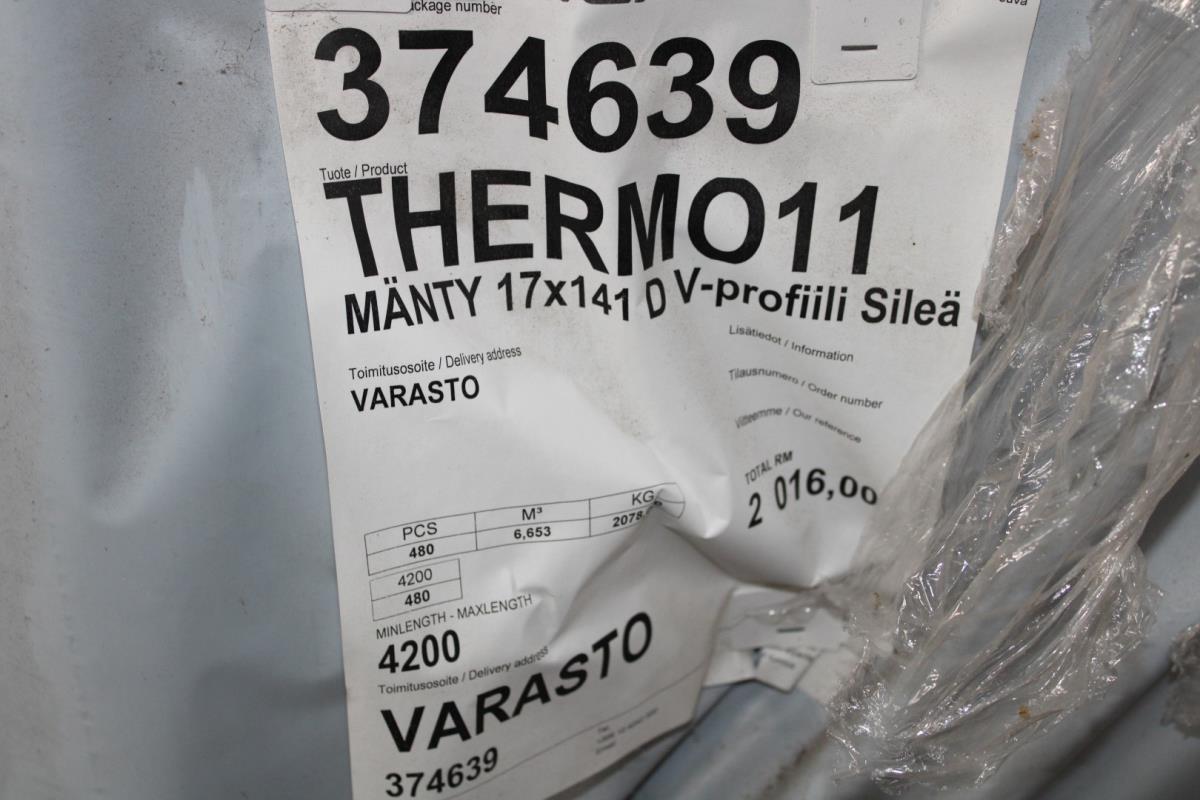 ckage number
374639
Tuote / Product
THERMO11
MÄNTY 17x141 D V-profiili Sileä
Lisätiedot / Information
Toimitusosoite / Delivery address
VARASTO
Tilausnumero / Order number
Viitteemme / Our reference
TOTAL RM
2 016,00
PCS M³ KG
480 6,653 2078,
4200
480
MINLENGTH - MAXLENGTH
4200
Toimitusosoite / Delivery address
VARASTO
374639